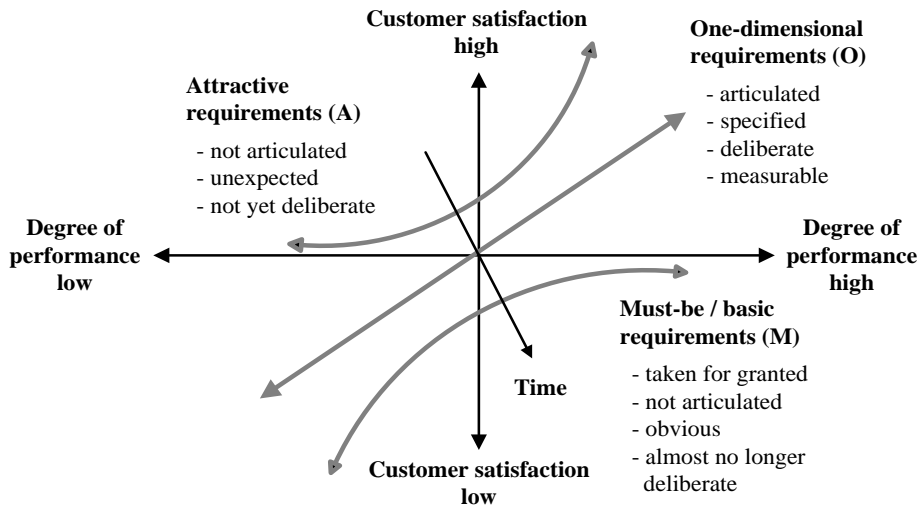 Customer satisfaction
high
One-dimensional
requirements (O)
- articulated
- specified
- deliberate
- measurable
Attractive
requirements (A)
- not articulated
- unexpected
- not yet deliberate
Degree of
performance
low
Degree of
performance
high
Must-be / basic
requirements (M)
- taken for granted
- not articulated
- obvious
- almost no longer
deliberate
Time
Customer satisfaction
low